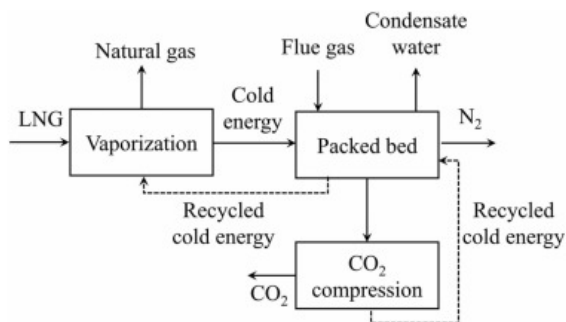 Condensate
water
Natural gas
Flue gas
LNG
Cold
energy
N₂
Vaporization
Packed bed
Recycled
cold energy
Recycled
cold energy
CO₂
compression
CO₂